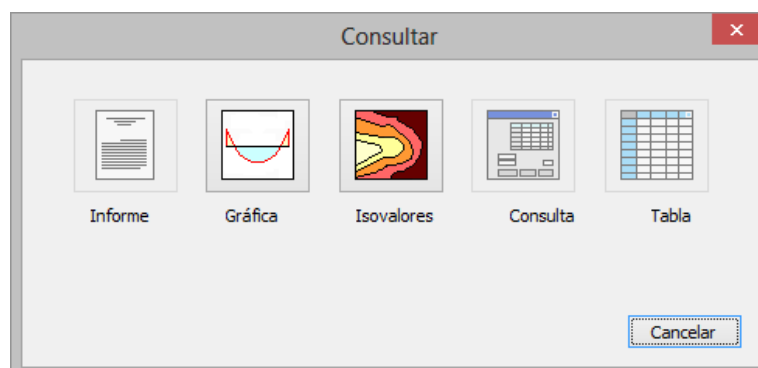 Consultar
Informe
Gráfica
Isovalores
Consulta
Tabla
Cancelar